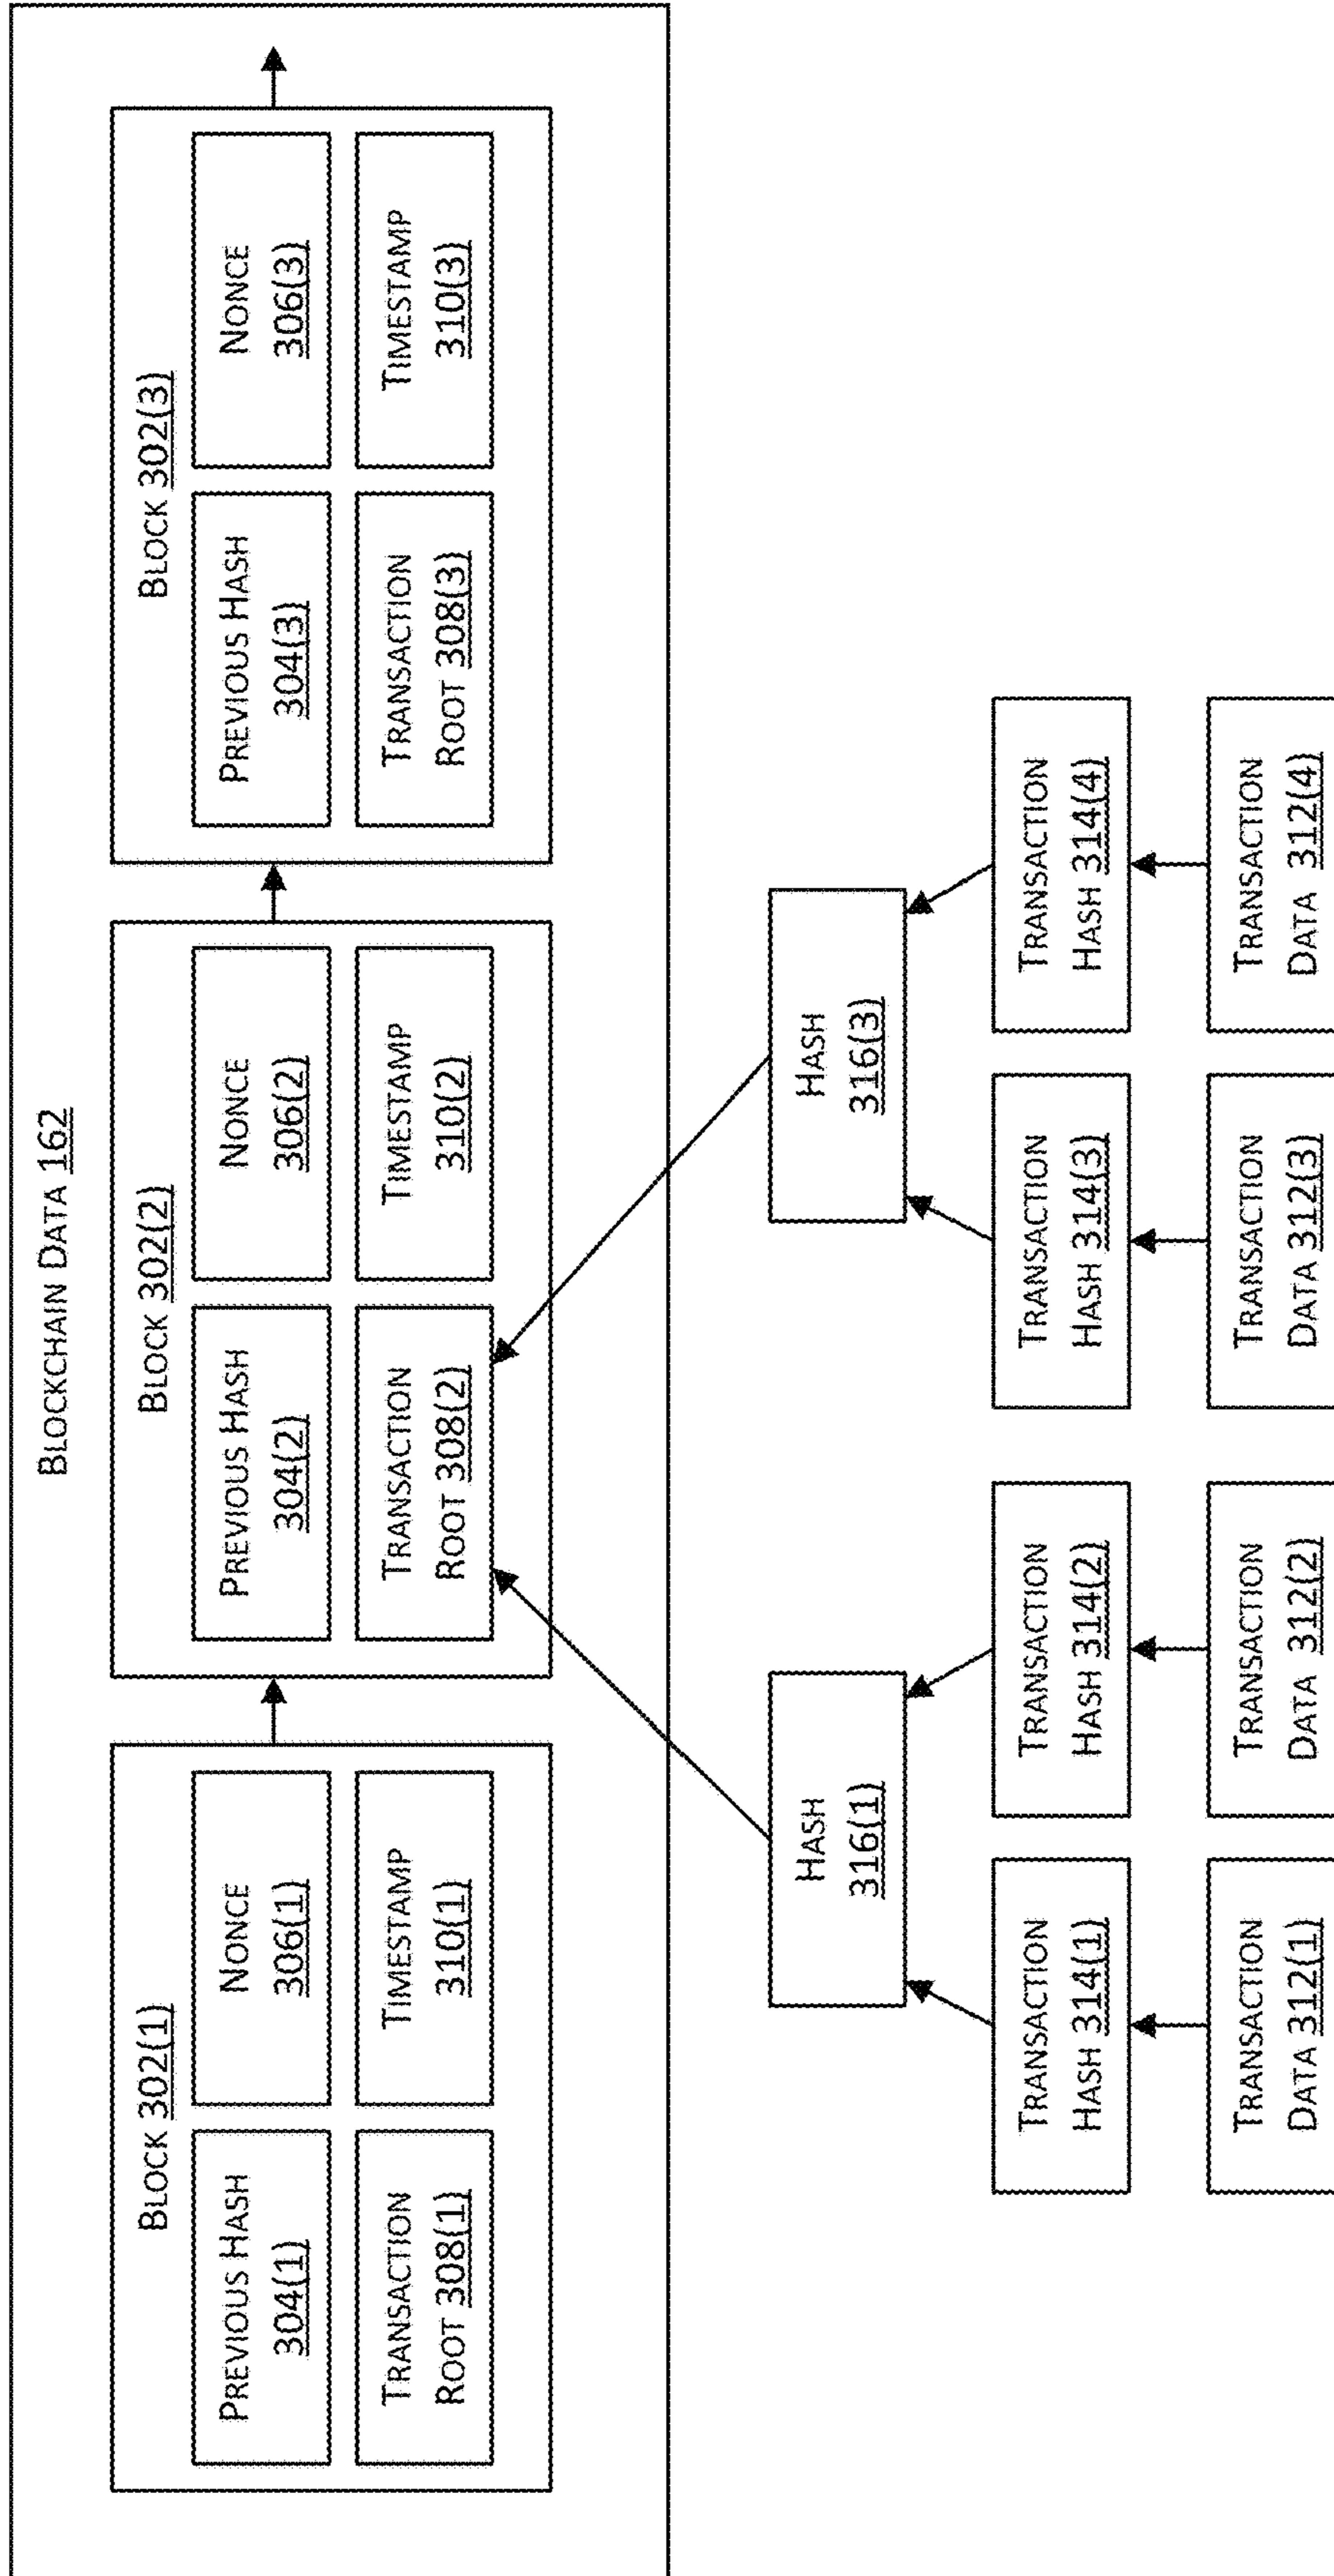 BLOCKCHAIN DATA 162
BLOCK 302(1)
PREVIOUS HASH
304(1)
NONCE
306(1)
TRANSACTION
ROOT 308(1)
TIMESTAMP
310(1)
BLOCK 302(2)
PREVIOUS HASH
304(2)
NONCE
306(2)
TRANSACTION
ROOT 308(2)
TIMESTAMP
310(2)
BLOCK 302(3)
PREVIOUS HASH
304(3)
NONCE
306(3)
TRANSACTION
ROOT 308(3)
TIMESTAMP
310(3)
HASH
316(1)
HASH
316(3)
TRANSACTION
HASH 314(1)
TRANSACTION
HASH 314(2)
TRANSACTION
HASH 314(3)
TRANSACTION
HASH 314(4)
TRANSACTION
DATA 312(1)
TRANSACTION
DATA 312(2)
TRANSACTION
DATA 312(3)
TRANSACTION
DATA 312(4)